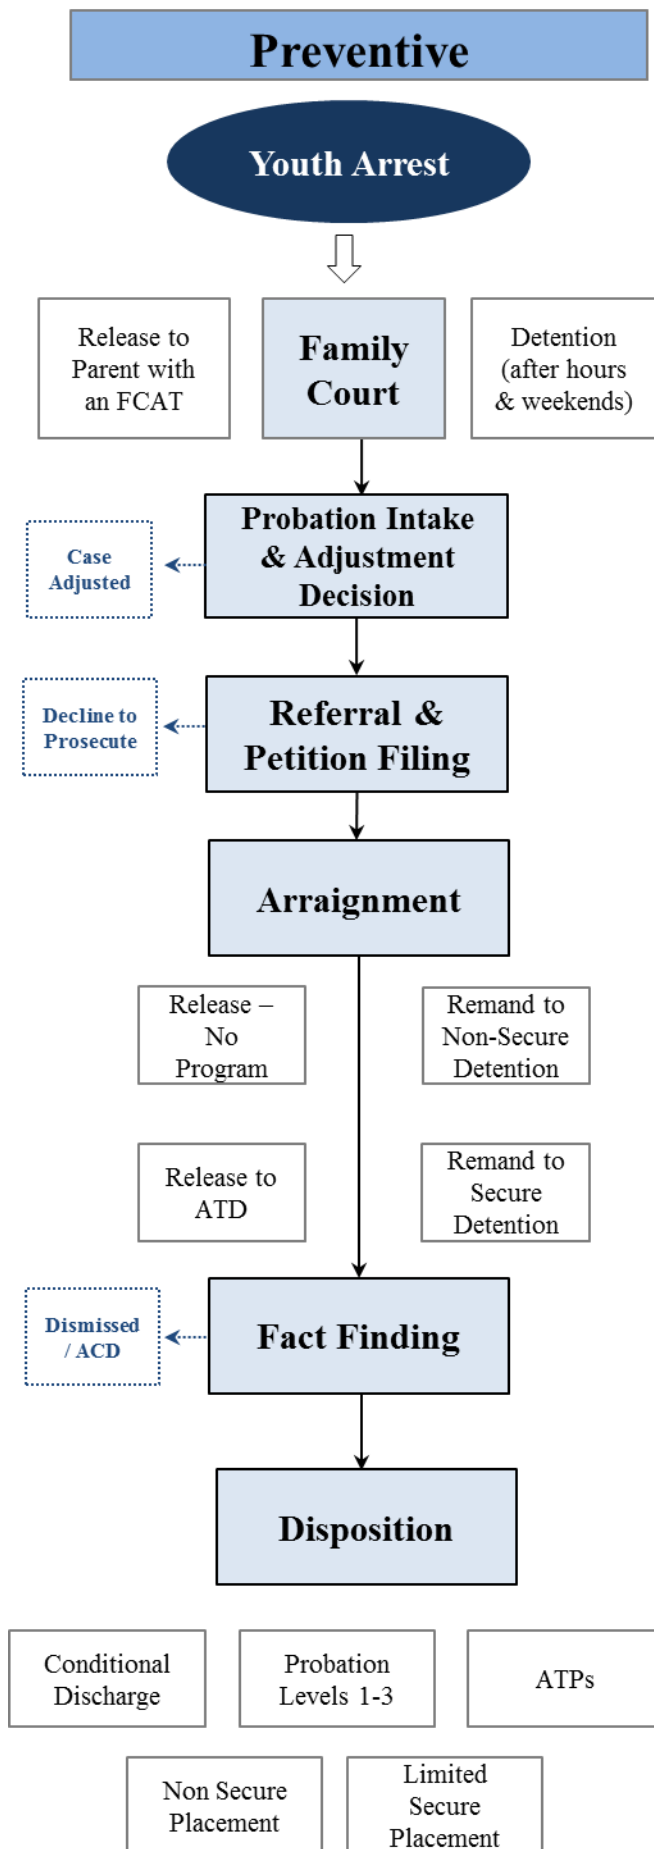 Preventive
Youth Arrest
Release to
Parent with
an FCAT
Family
Court
Detention
(after hours
& weekends)
Probation Intake
& Adjustment
Decision
Case
Adjusted
Referral &
Petition Filing
Decline to
Prosecute
Arraignment
Release –
No
Program
Remand to
Non-Secure
Detention
Release to
ATD
Remand to
Secure
Detention
Fact Finding
Dismissed
/ ACD
Disposition
Conditional
Discharge
Probation
Levels 1-3
ATPs
Non Secure
Placement
Limited
Secure
Placement